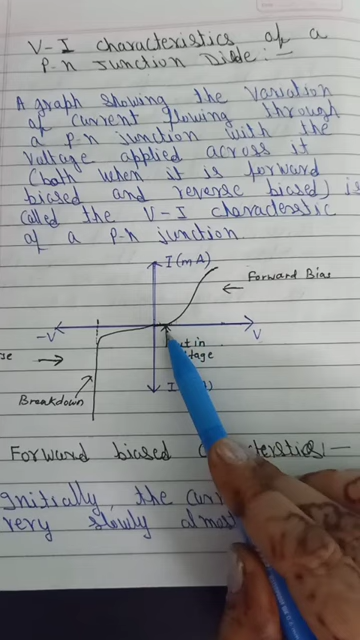 V-I characteristics of a
P-n Junction Diode:-
A graph showing the variation
of current flowing through
a p-n junction with the
voltage applied across it
(both when it is forward
biased and reverse biased) is
called the V-I characterstic
of a p-n junction.
I (mA)
Forward Bias
-V
V
Breakdown
Forward biased
Initially, the
very slowly